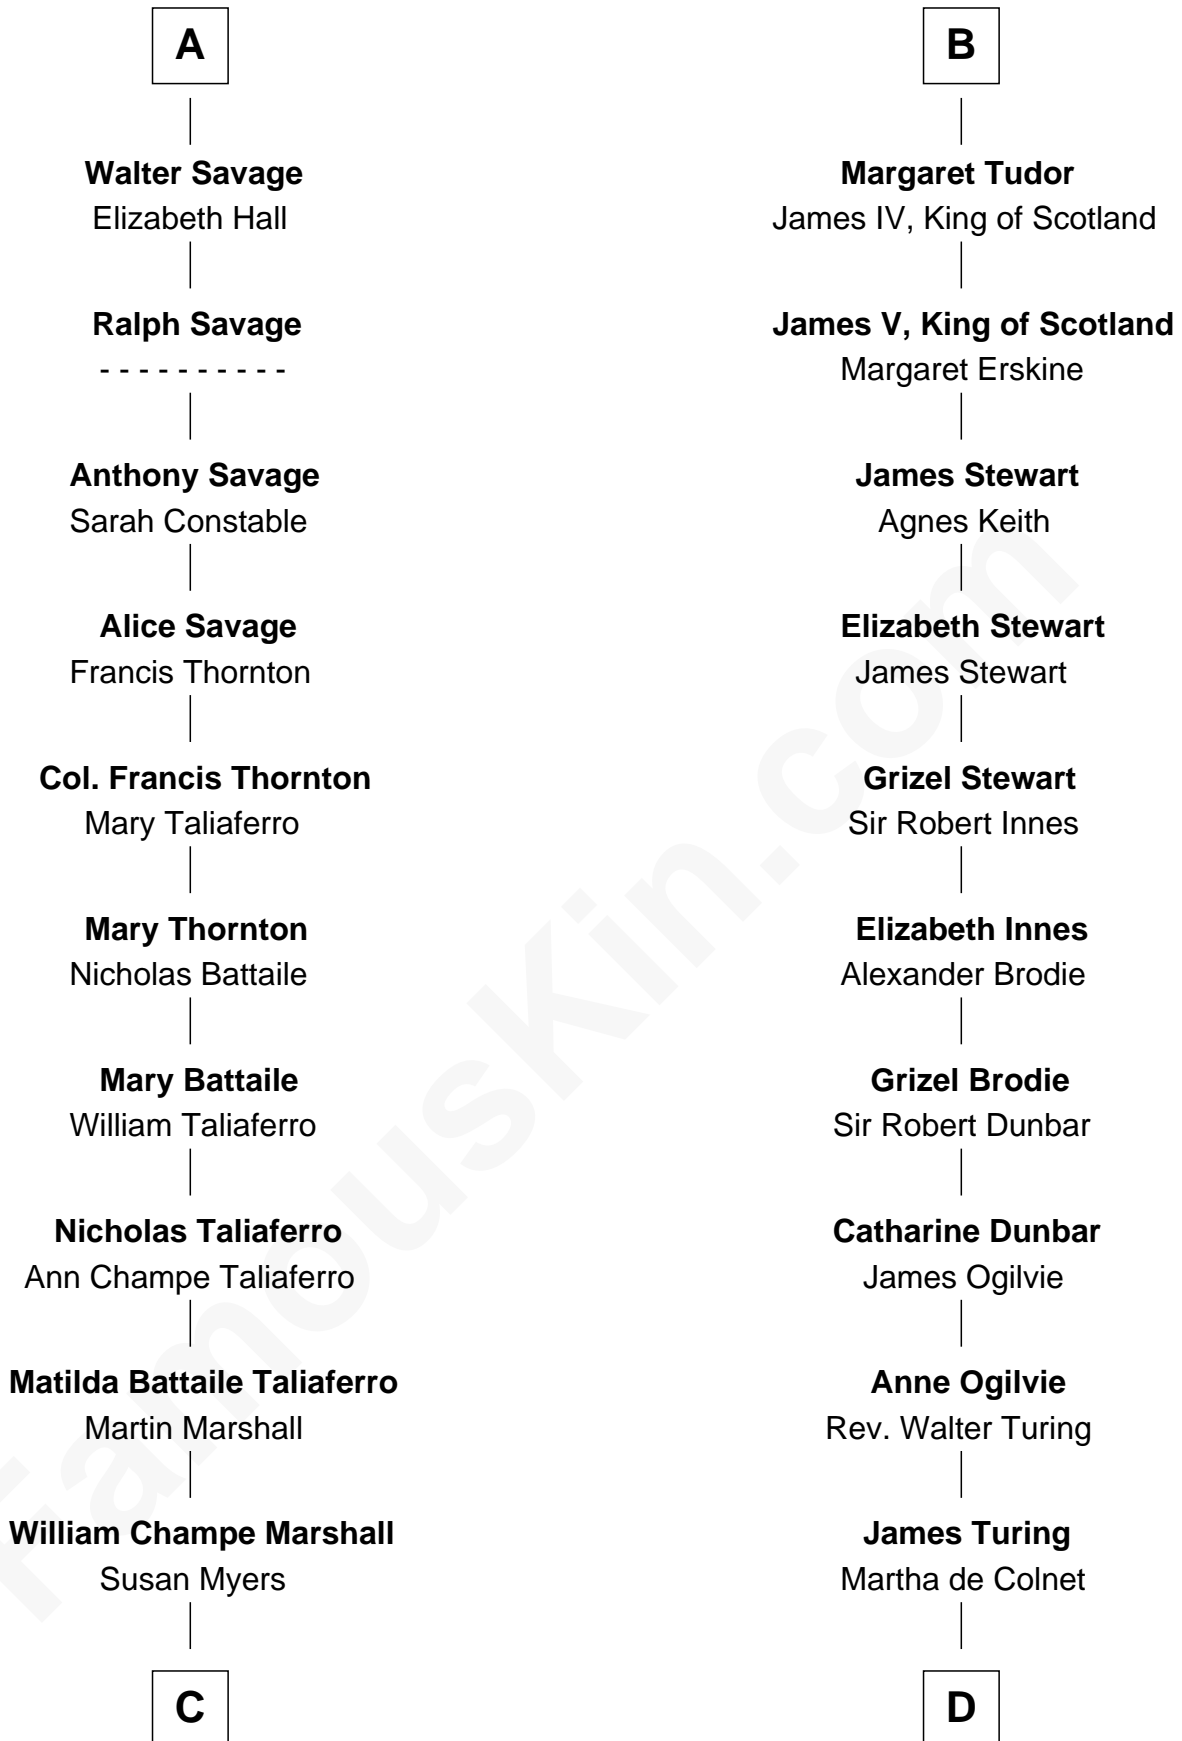 A
Walter Savage
Elizabeth Hall
Ralph Savage
- - - - - - - - - -
Anthony Savage
Sarah Constable
Alice Savage
Francis Thornton
Col. Francis Thornton
Mary Taliaferro
Mary Thornton
Nicholas Battaile
Mary Battaile
William Taliaferro
Nicholas Taliaferro
Ann Champe Taliaferro
Matilda Battaile Taliaferro
Martin Marshall
William Champe Marshall
Susan Myers
C
B
Margaret Tudor
James IV, King of Scotland
James V, King of Scotland
Margaret Erskine
James Stewart
Agnes Keith
Elizabeth Stewart
James Stewart
Grizel Stewart
Sir Robert Innes
Elizabeth Innes
Alexander Brodie
Grizel Brodie
Sir Robert Dunbar
Catharine Dunbar
James Ogilvie
Anne Ogilvie
Rev. Walter Turing
James Turing
Martha de Colnet
D
FamousKin.com